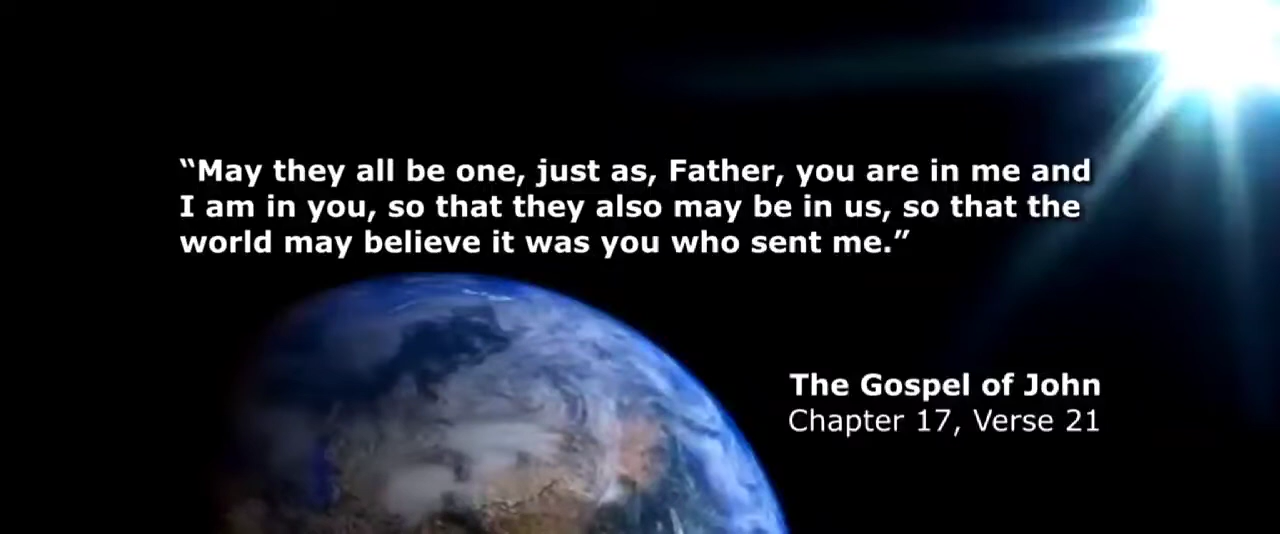 “May they all be one, just as, Father, you are in me and
I am in you, so that they also may be in us, so that the
world may believe it was you who sent me.”
The Gospel of John
Chapter 17, Verse 21